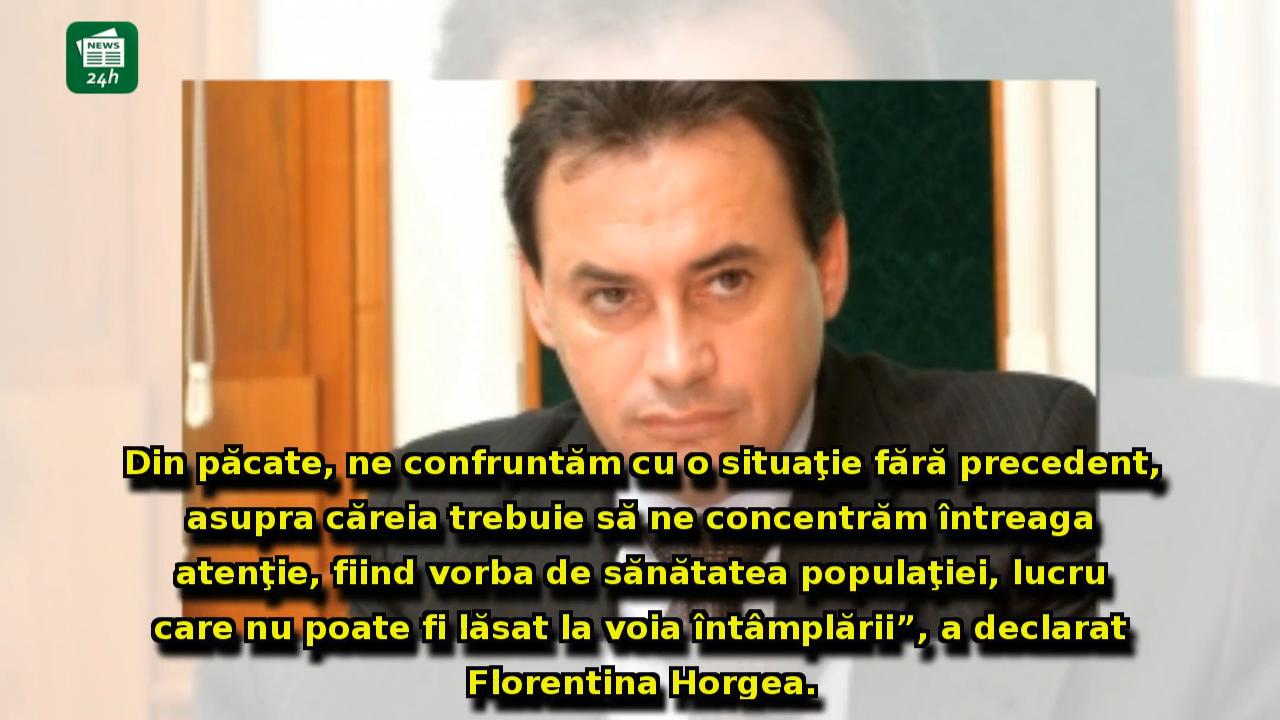 NEWS
24h
Din păcate, ne confruntăm cu o situaţie fără precedent,
asupra căreia trebuie să ne concentrăm întreaga
atenţie, fiind vorba de sănătatea populaţiei, lucru
care nu poate fi lăsat la voia întâmplării”, a declarat
Florentina Horgea.